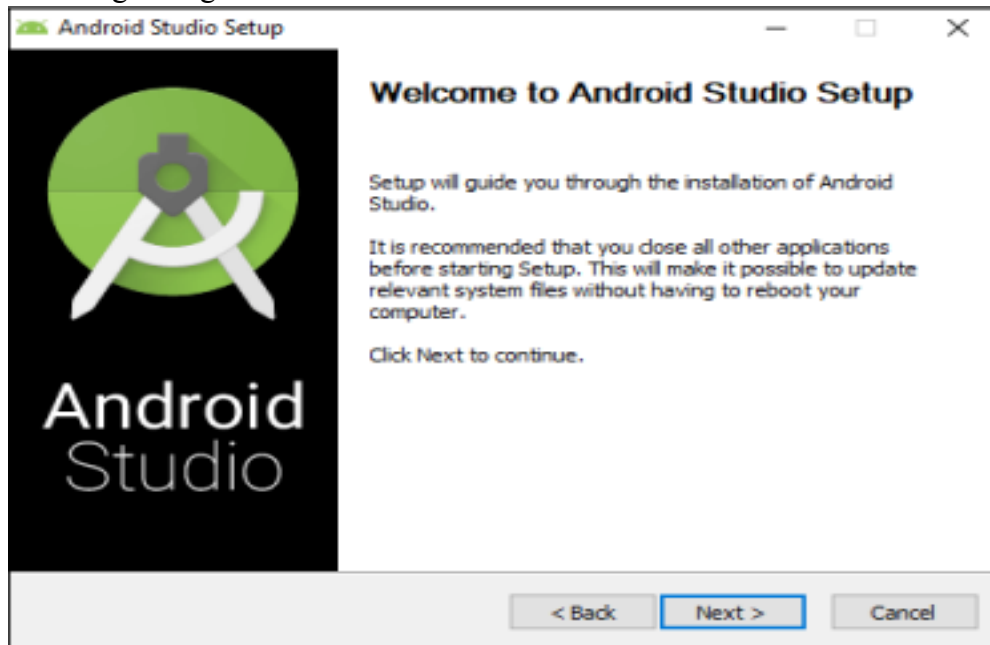 Android Studio Setup
Welcome to Android Studio Setup
Setup will guide you through the installation of Android
Studio.
It is recommended that you close all other applications
before starting Setup. This will make it possible to update
relevant system files without having to reboot your
computer.
Click Next to continue.
Android
Studio
< Back
Next >
Cancel